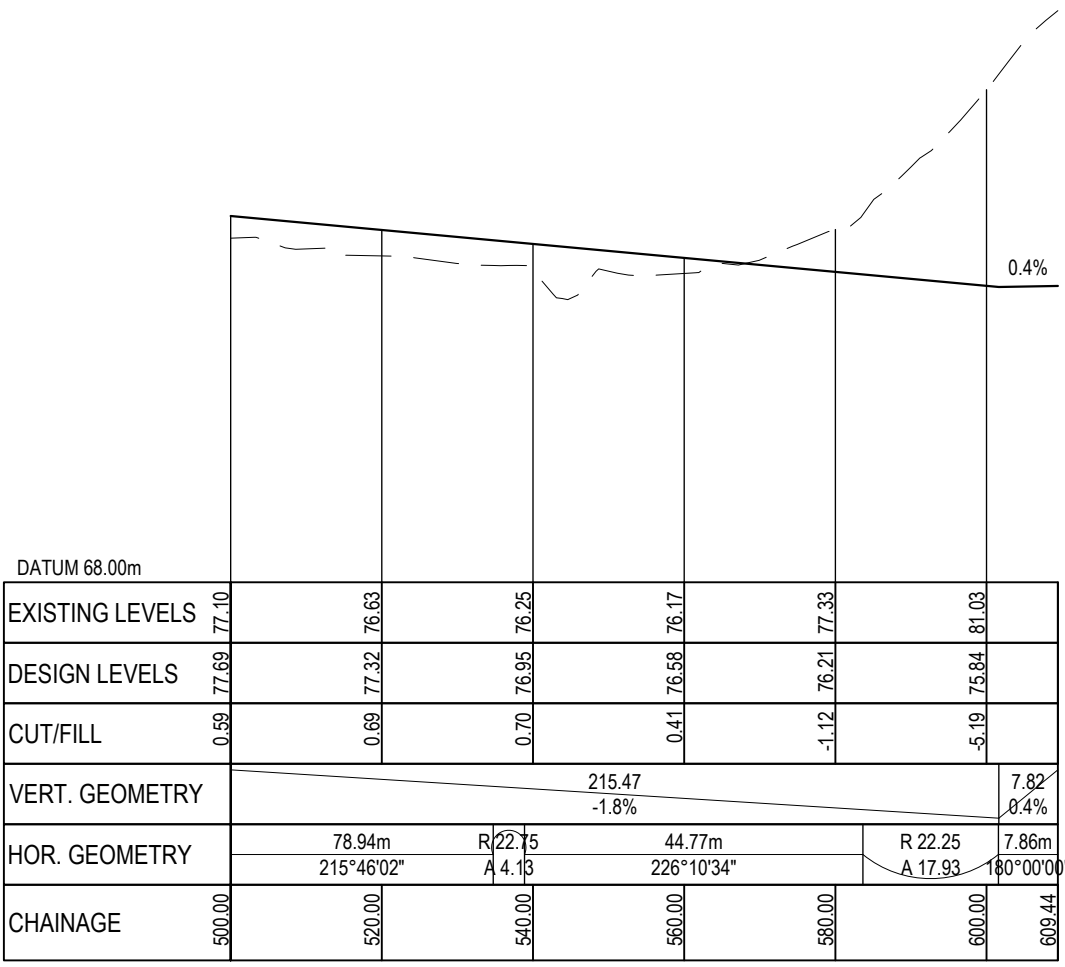 0.4%
DATUM 68.00m
EXISTING LEVELS 77.10 76.63 76.25 76.17 77.33 81.03
DESIGN LEVELS 77.69 77.32 76.95 76.58 76.21 75.84
CUT/FILL 0.59 0.69 0.70 0.41 -1.12 -5.19
VERT. GEOMETRY
215.47 7.82
-1.8% 0.4%
HOR. GEOMETRY
78.94m R 22.75 44.77m R 22.25 7.86m
215°46'02" A 4.13 226°10'34" A 17.93 180°00'00
CHAINAGE 500.00 520.00 540.00 560.00 580.00 600.00 609.44